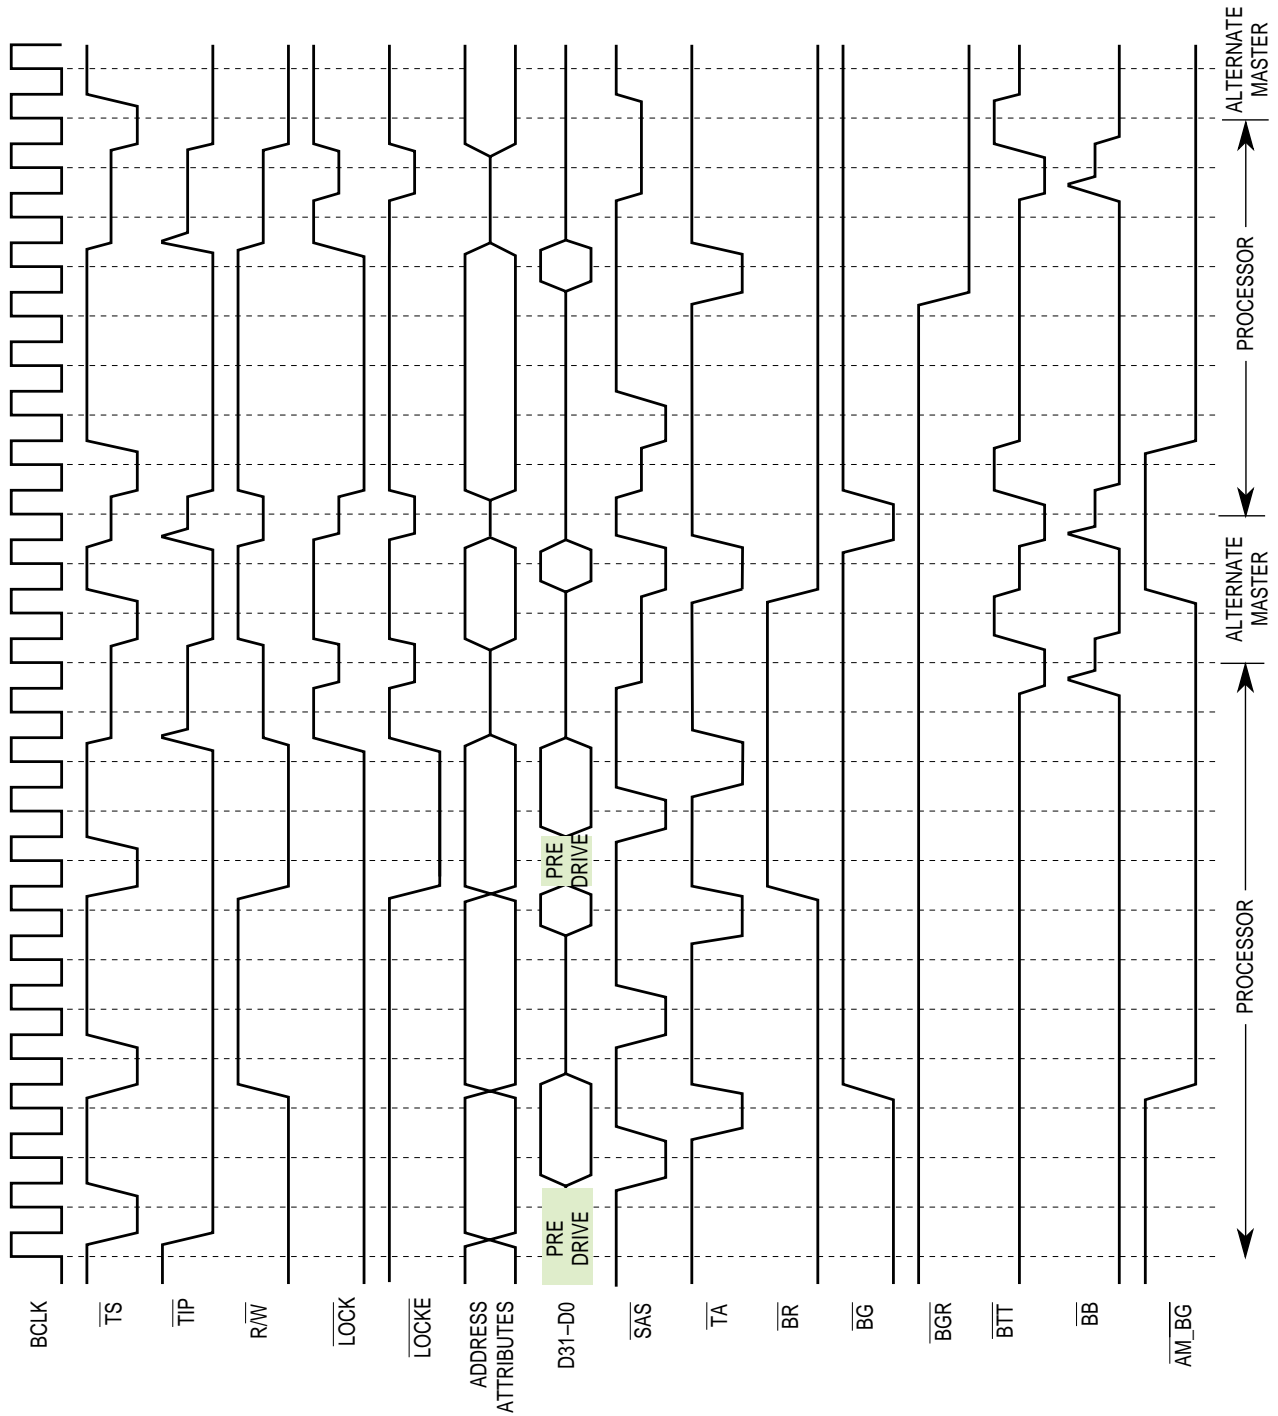 BCLK
TS
TIP
R/W
LOCK
LOCKE
ADDRESS
ATTRIBUTES
D31–D0
SAS
TA
BR
BG
BGR
BTT
BB
AM_BG
PRE
DRIVE
PRE
DRIVE
PROCESSOR
ALTERNATE
MASTER
PROCESSOR
ALTERNATE
MASTER